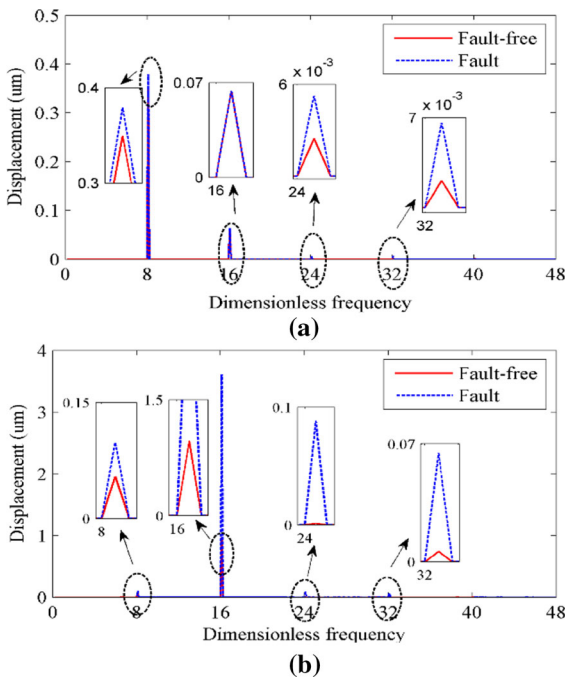 0.5
Fault-free
Fault
0.4
0.3
0.2
0.1
0
Displacement (um)
0.4
0.3
0.07
0
16
6 × 10⁻³
24
7 × 10⁻³
32
0 8 16 24 32 40 48
Dimensionless frequency
(a)
4
Fault-free
Fault
3
2
1
0
Displacement (um)
0.15
0
8
1.5
0
16
0.1
0
24
0.07
0
32
0 8 16 24 32 40 48
Dimensionless frequency
(b)